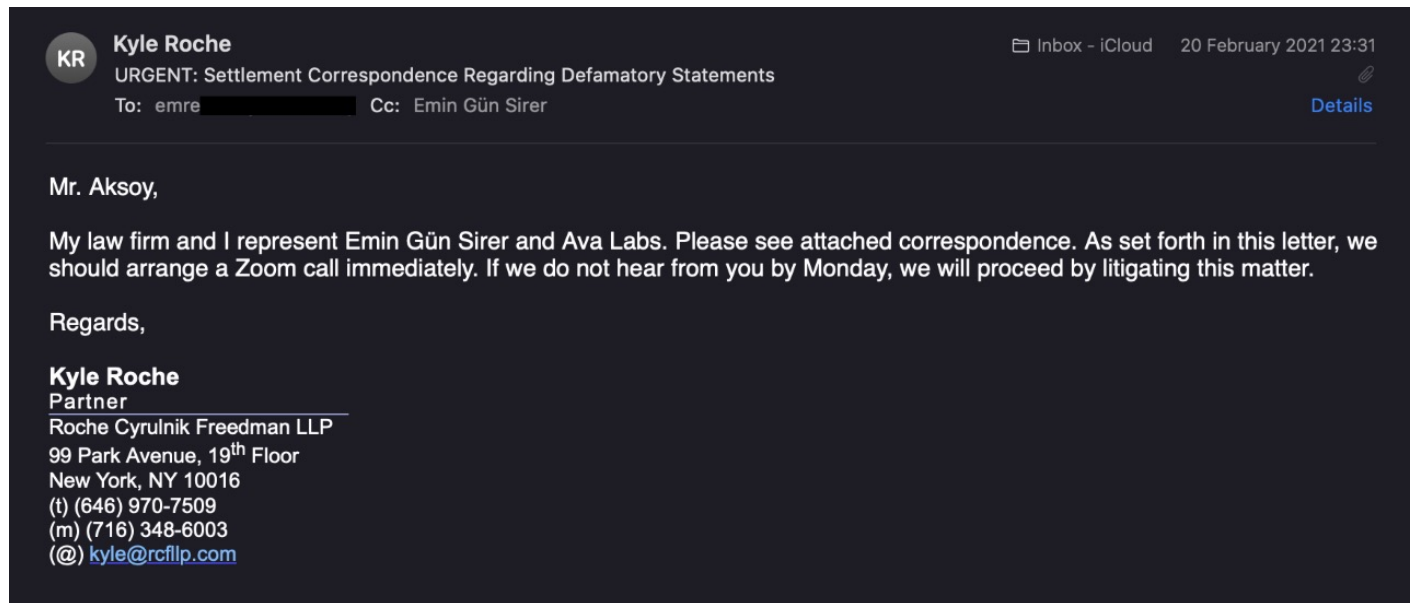 KR
Kyle Roche
Inbox - iCloud 20 February 2021 23:31
URGENT: Settlement Correspondence Regarding Defamatory Statements
To: emre Cc: Emin Gün Sirer
Details
Mr. Aksoy,
My law firm and I represent Emin Gün Sirer and Ava Labs. Please see attached correspondence. As set forth in this letter, we
should arrange a Zoom call immediately. If we do not hear from you by Monday, we will proceed by litigating this matter.
Regards,
Kyle Roche
Partner
Roche Cyrulnik Freedman LLP
99 Park Avenue, 19th Floor
New York, NY 10016
(t) (646) 970-7509
(m) (716) 348-6003
(@) kyle@rcfllp.com